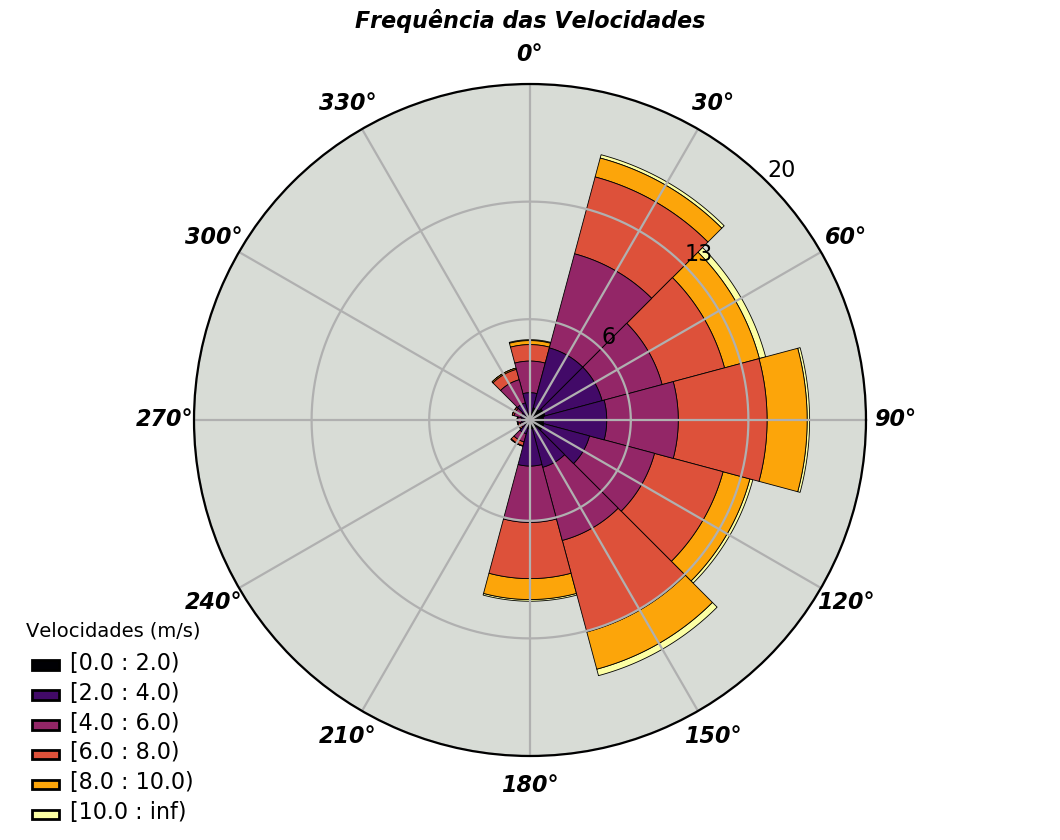 Frequência das Velocidades
0°
330°
30°
20
300°
60°
13
6
270°
90°
240°
120°
210°
150°
180°
Velocidades (m/s)
[0.0 : 2.0)
[2.0 : 4.0)
[4.0 : 6.0)
[6.0 : 8.0)
[8.0 : 10.0)
[10.0 : inf)